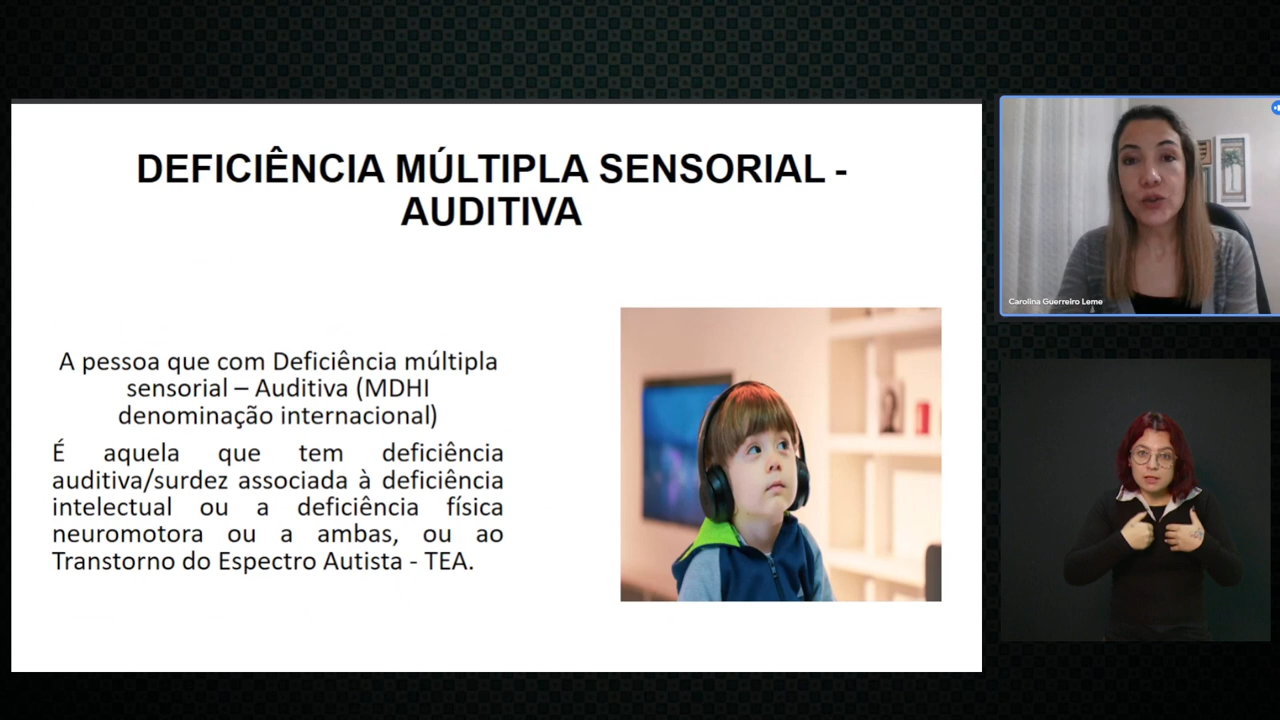 DEFICIÊNCIA MÚLTIPLA SENSORIAL -
AUDITIVA
A pessoa que com Deficiência múltipla
sensorial – Auditiva (MDHI
denominação internacional)
É aquela que tem deficiência
auditiva/surdez associada à deficiência
intelectual ou a deficiência física
neuromotora ou a ambas, ou ao
Transtorno do Espectro Autista - TEA.
Carolina Guerreiro Leme